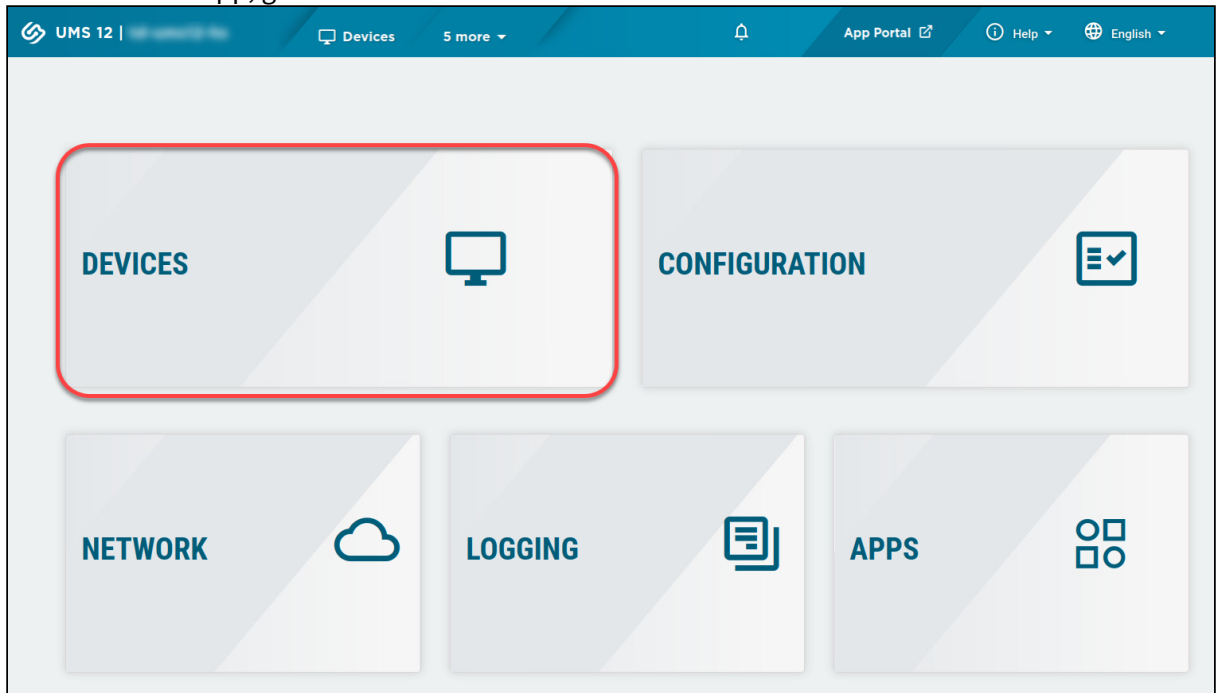 UMS 12 |
Devices
5 more
App Portal
Help
English
DEVICES
CONFIGURATION
NETWORK
LOGGING
APPS